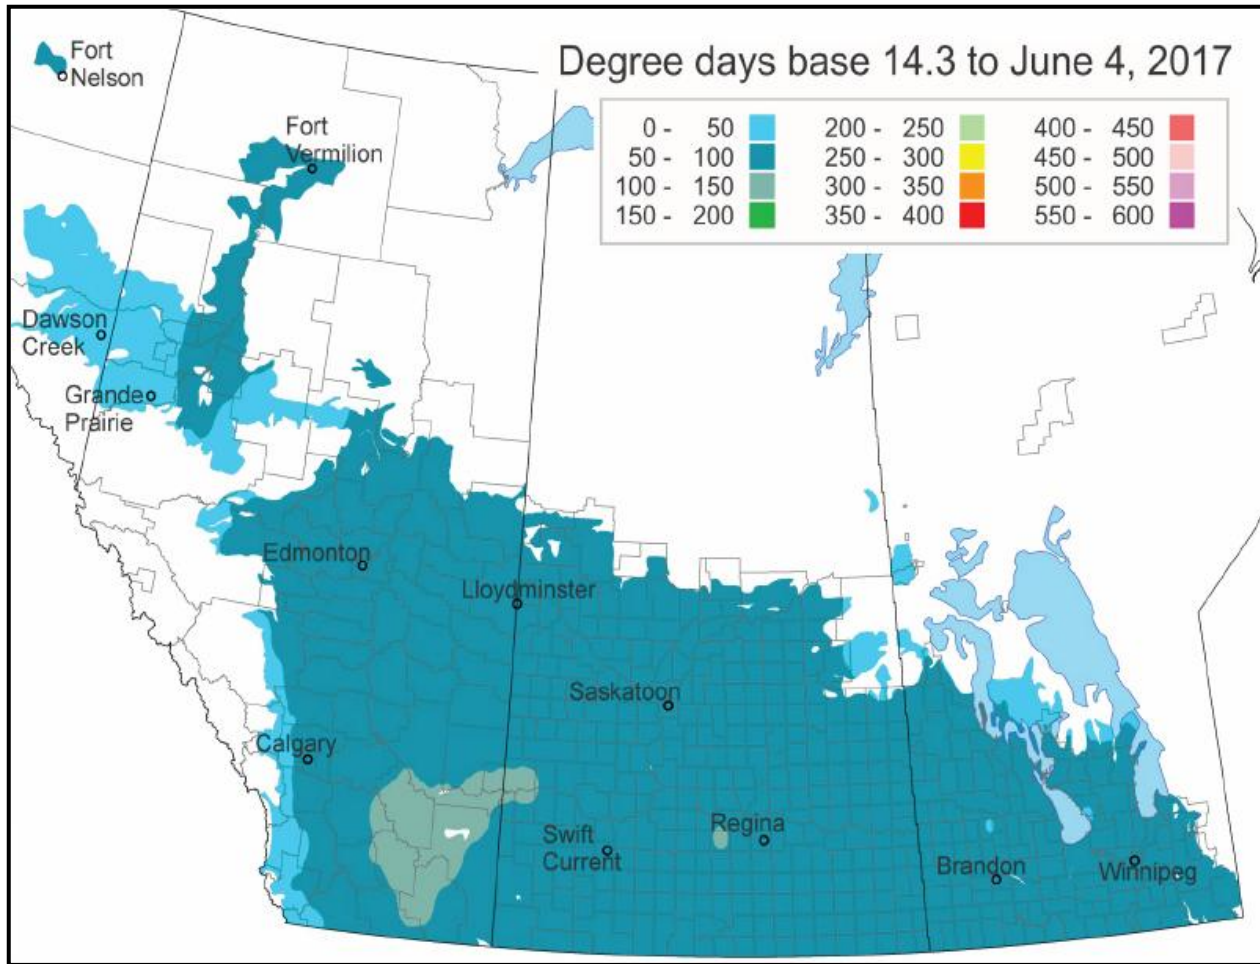 Degree days base 14.3 to June 4, 2017
0 - 50
50 - 100
100 - 150
150 - 200
200 - 250
250 - 300
300 - 350
350 - 400
400 - 450
450 - 500
500 - 550
550 - 600
Fort
Nelson
Fort
Vermilion
Dawson
Creek
Grande
Prairie
Edmonton
Lloydminster
Saskatoon
Calgary
Swift
Current
Regina
Brandon
Winnipeg